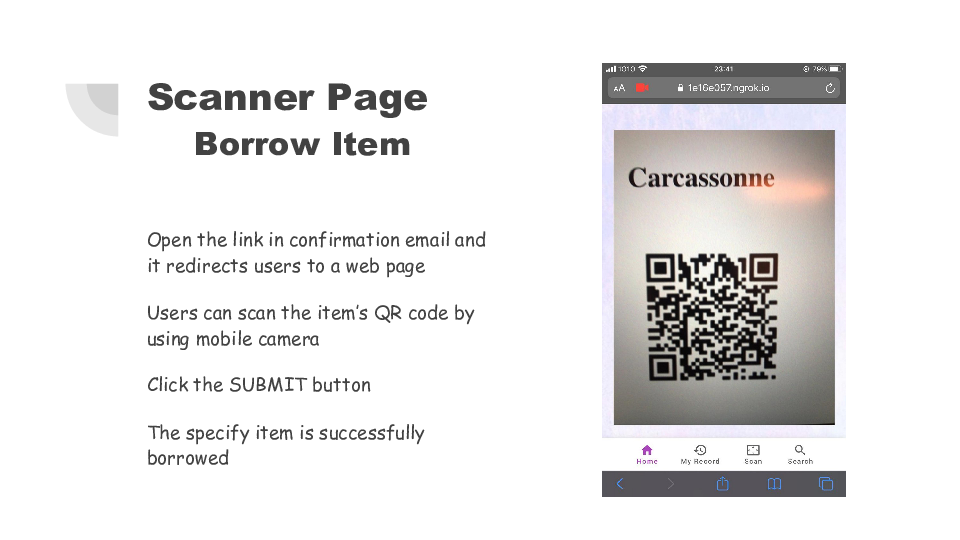 Scanner Page
Borrow Item
Open the link in confirmation email and
it redirects users to a web page
Users can scan the item's QR code by
using mobile camera
Click the SUBMIT button
The specify item is successfully
borrowed
1O1O 23:41 79%
AA 1e16e057.ngrok.io
Carcassonne
Home My Record Scan Search